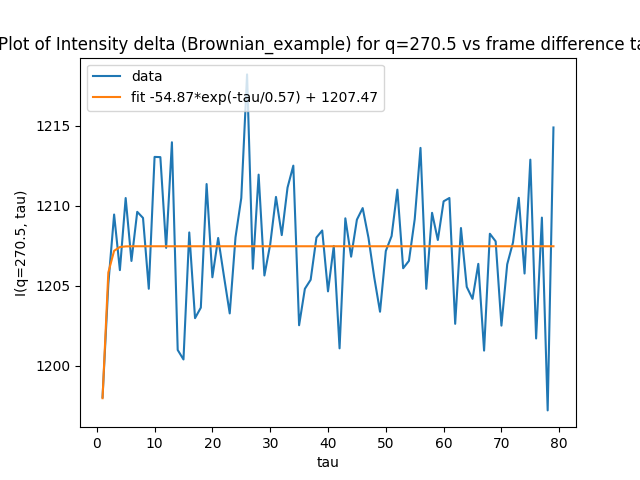 Plot of Intensity delta (Brownian_example) for q=270.5 vs frame difference
data
fit -54.87*exp(-tau/0.57) + 1207.47
I(q=270.5, tau)
1215
1210
1205
1200
0 10 20 30 40 50 60 70 80
tau